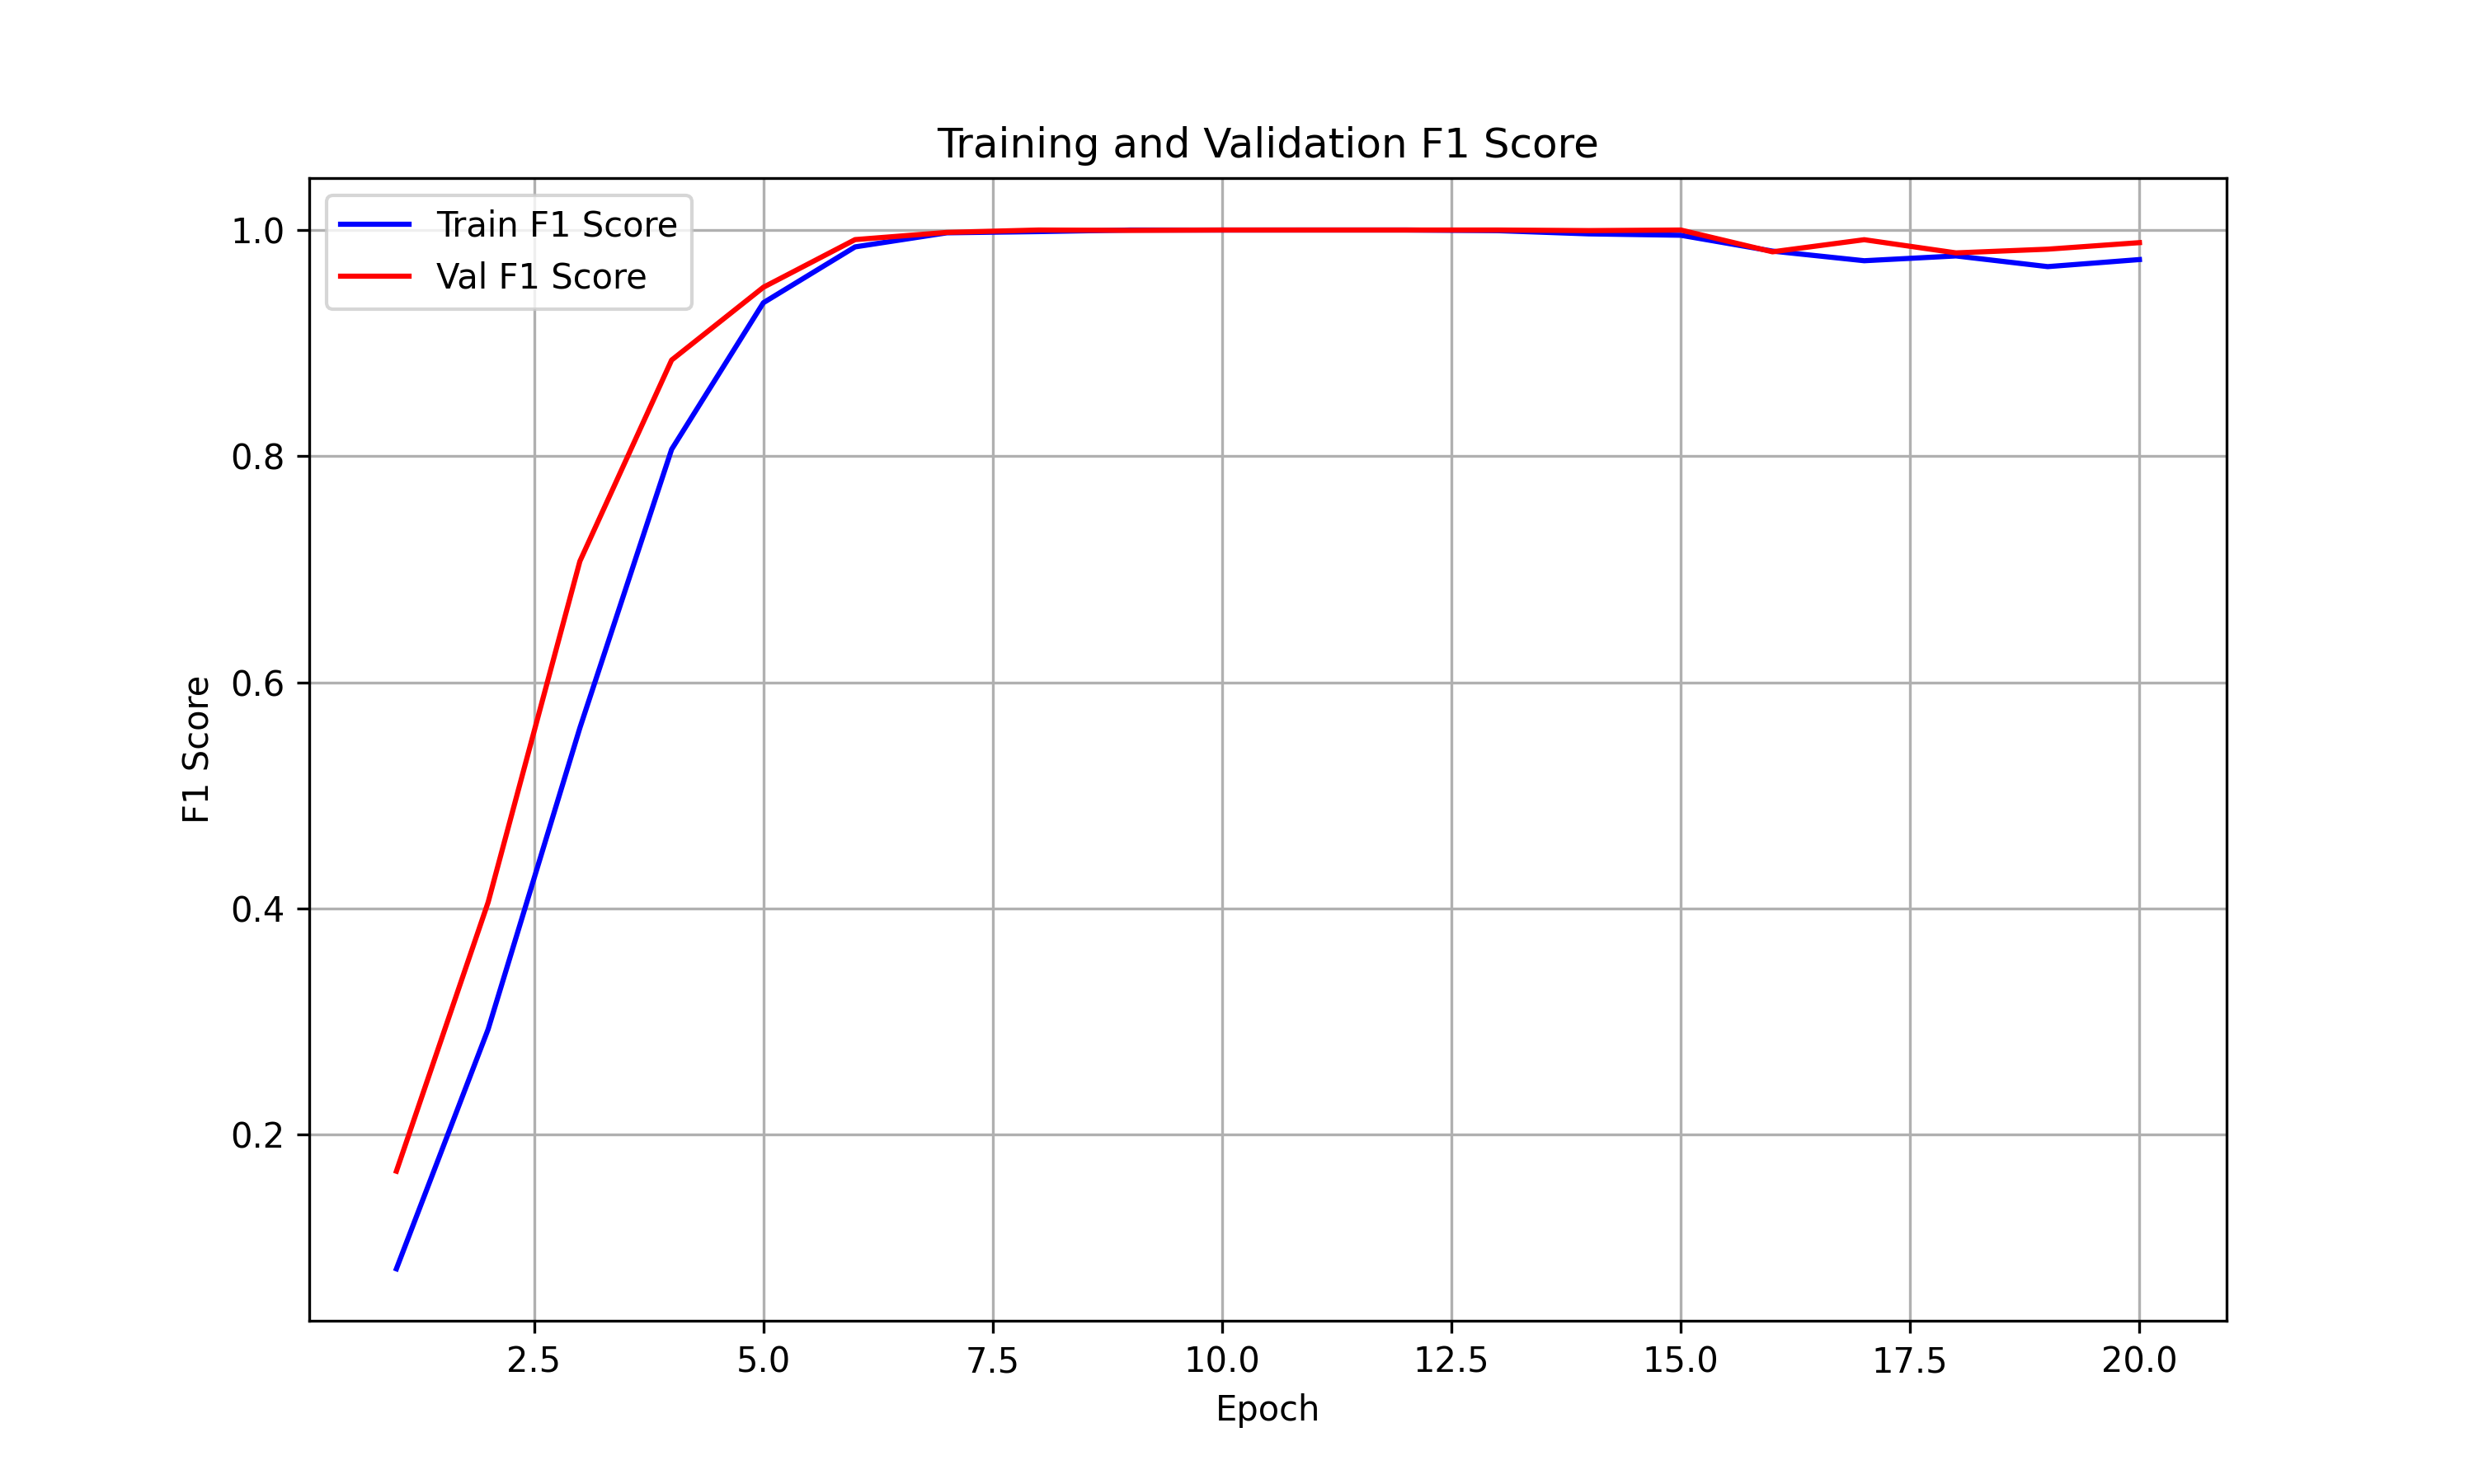 Training and Validation F1 Score
Train F1 Score
Val F1 Score
1.0
0.8
0.6
0.4
0.2
F1 Score
2.5 5.0 7.5 10.0 12.5 15.0 17.5 20.0
Epoch